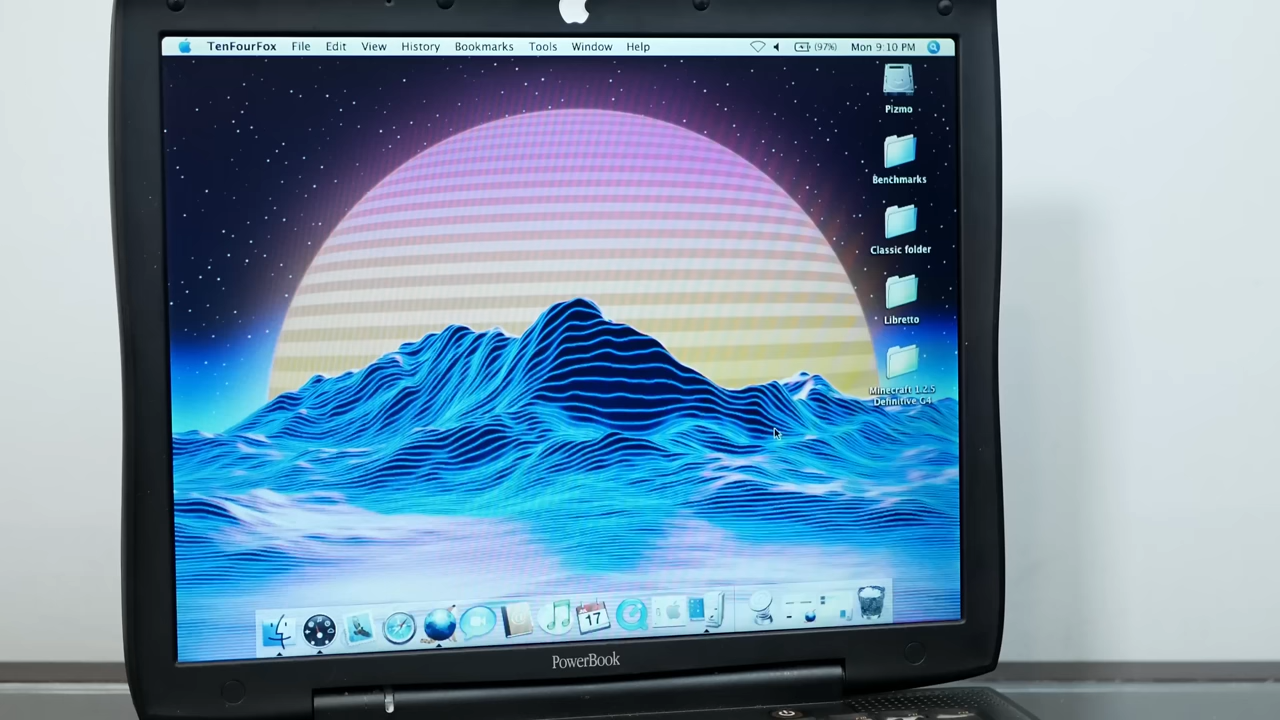 TenFourFox File Edit View History Bookmarks Tools Window Help (97%) Mon 9:10 PM
Pizmo
Benchmarks
Classic folder
Libretto
Minecraft 1.2.5
Definitive G4
17
PowerBook